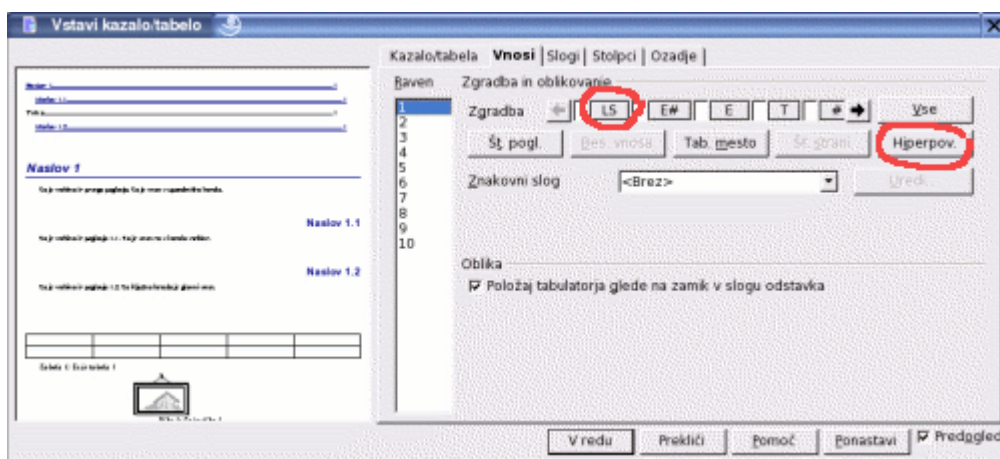 Vstavi kazalo/tabelo
Kazalo/tabela Vnosi Slogi Stolpci Ozadje
Naslov 1
Naslov 1.1
Naslov 1.2
Raven
1
2
3
4
5
6
7
8
9
10
Zgradba in oblikovanje
Zgradba LS E# E T # Vse
Št. pogl. Bes. vnosa Tab. mesto Št. strani Hiperpov.
Znakovni slog <Brez> Uredi...
Oblika
Položaj tabulatorja glede na zamik v slogu odstavka
V redu Prekliči Pomoč Ponastavi Predogled